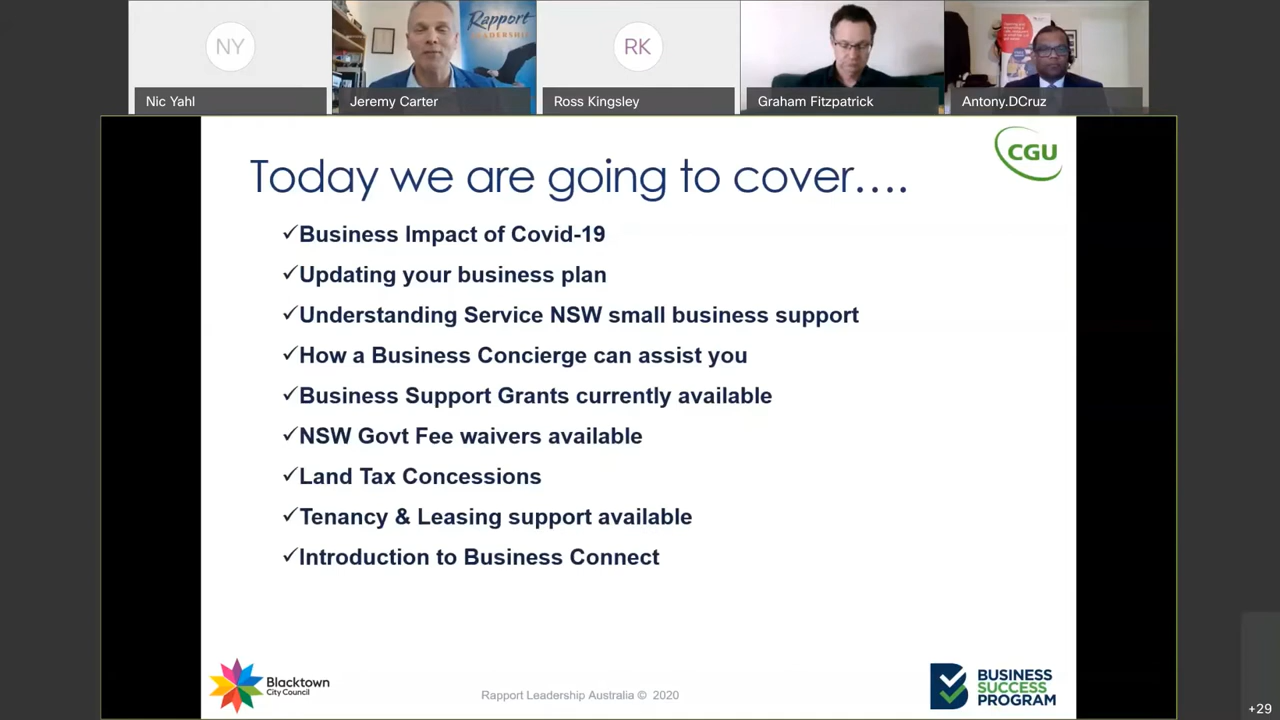 NY
RK
Rapport
LEADERSHIP
Nic Yahl
Jeremy Carter
Ross Kingsley
Graham Fitzpatrick
Antony.DCruz
CGU
Today we are going to cover....
✓Business Impact of Covid-19
✓Updating your business plan
✓Understanding Service NSW small business support
✓How a Business Concierge can assist you
✓Business Support Grants currently available
✓NSW Govt Fee waivers available
✓Land Tax Concessions
✓Tenancy & Leasing support available
✓Introduction to Business Connect
Blacktown
City Council
Rapport Leadership Australia © 2020
BUSINESS
SUCCESS
PROGRAM
+29